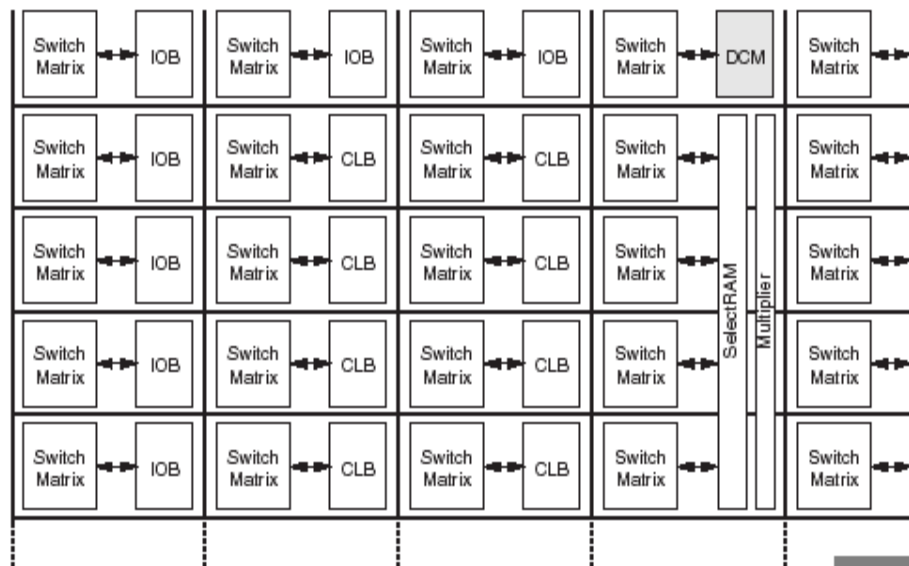 Switch
Matrix
IOB
Switch
Matrix
IOB
Switch
Matrix
IOB
Switch
Matrix
DCM
Switch
Matrix
Switch
Matrix
IOB
Switch
Matrix
CLB
Switch
Matrix
CLB
Switch
Matrix
Switch
Matrix
Switch
Matrix
IOB
Switch
Matrix
CLB
Switch
Matrix
CLB
Switch
Matrix
SelectRAM
Multiplier
Switch
Matrix
Switch
Matrix
IOB
Switch
Matrix
CLB
Switch
Matrix
CLB
Switch
Matrix
Switch
Matrix
Switch
Matrix
IOB
Switch
Matrix
CLB
Switch
Matrix
CLB
Switch
Matrix
Switch
Matrix